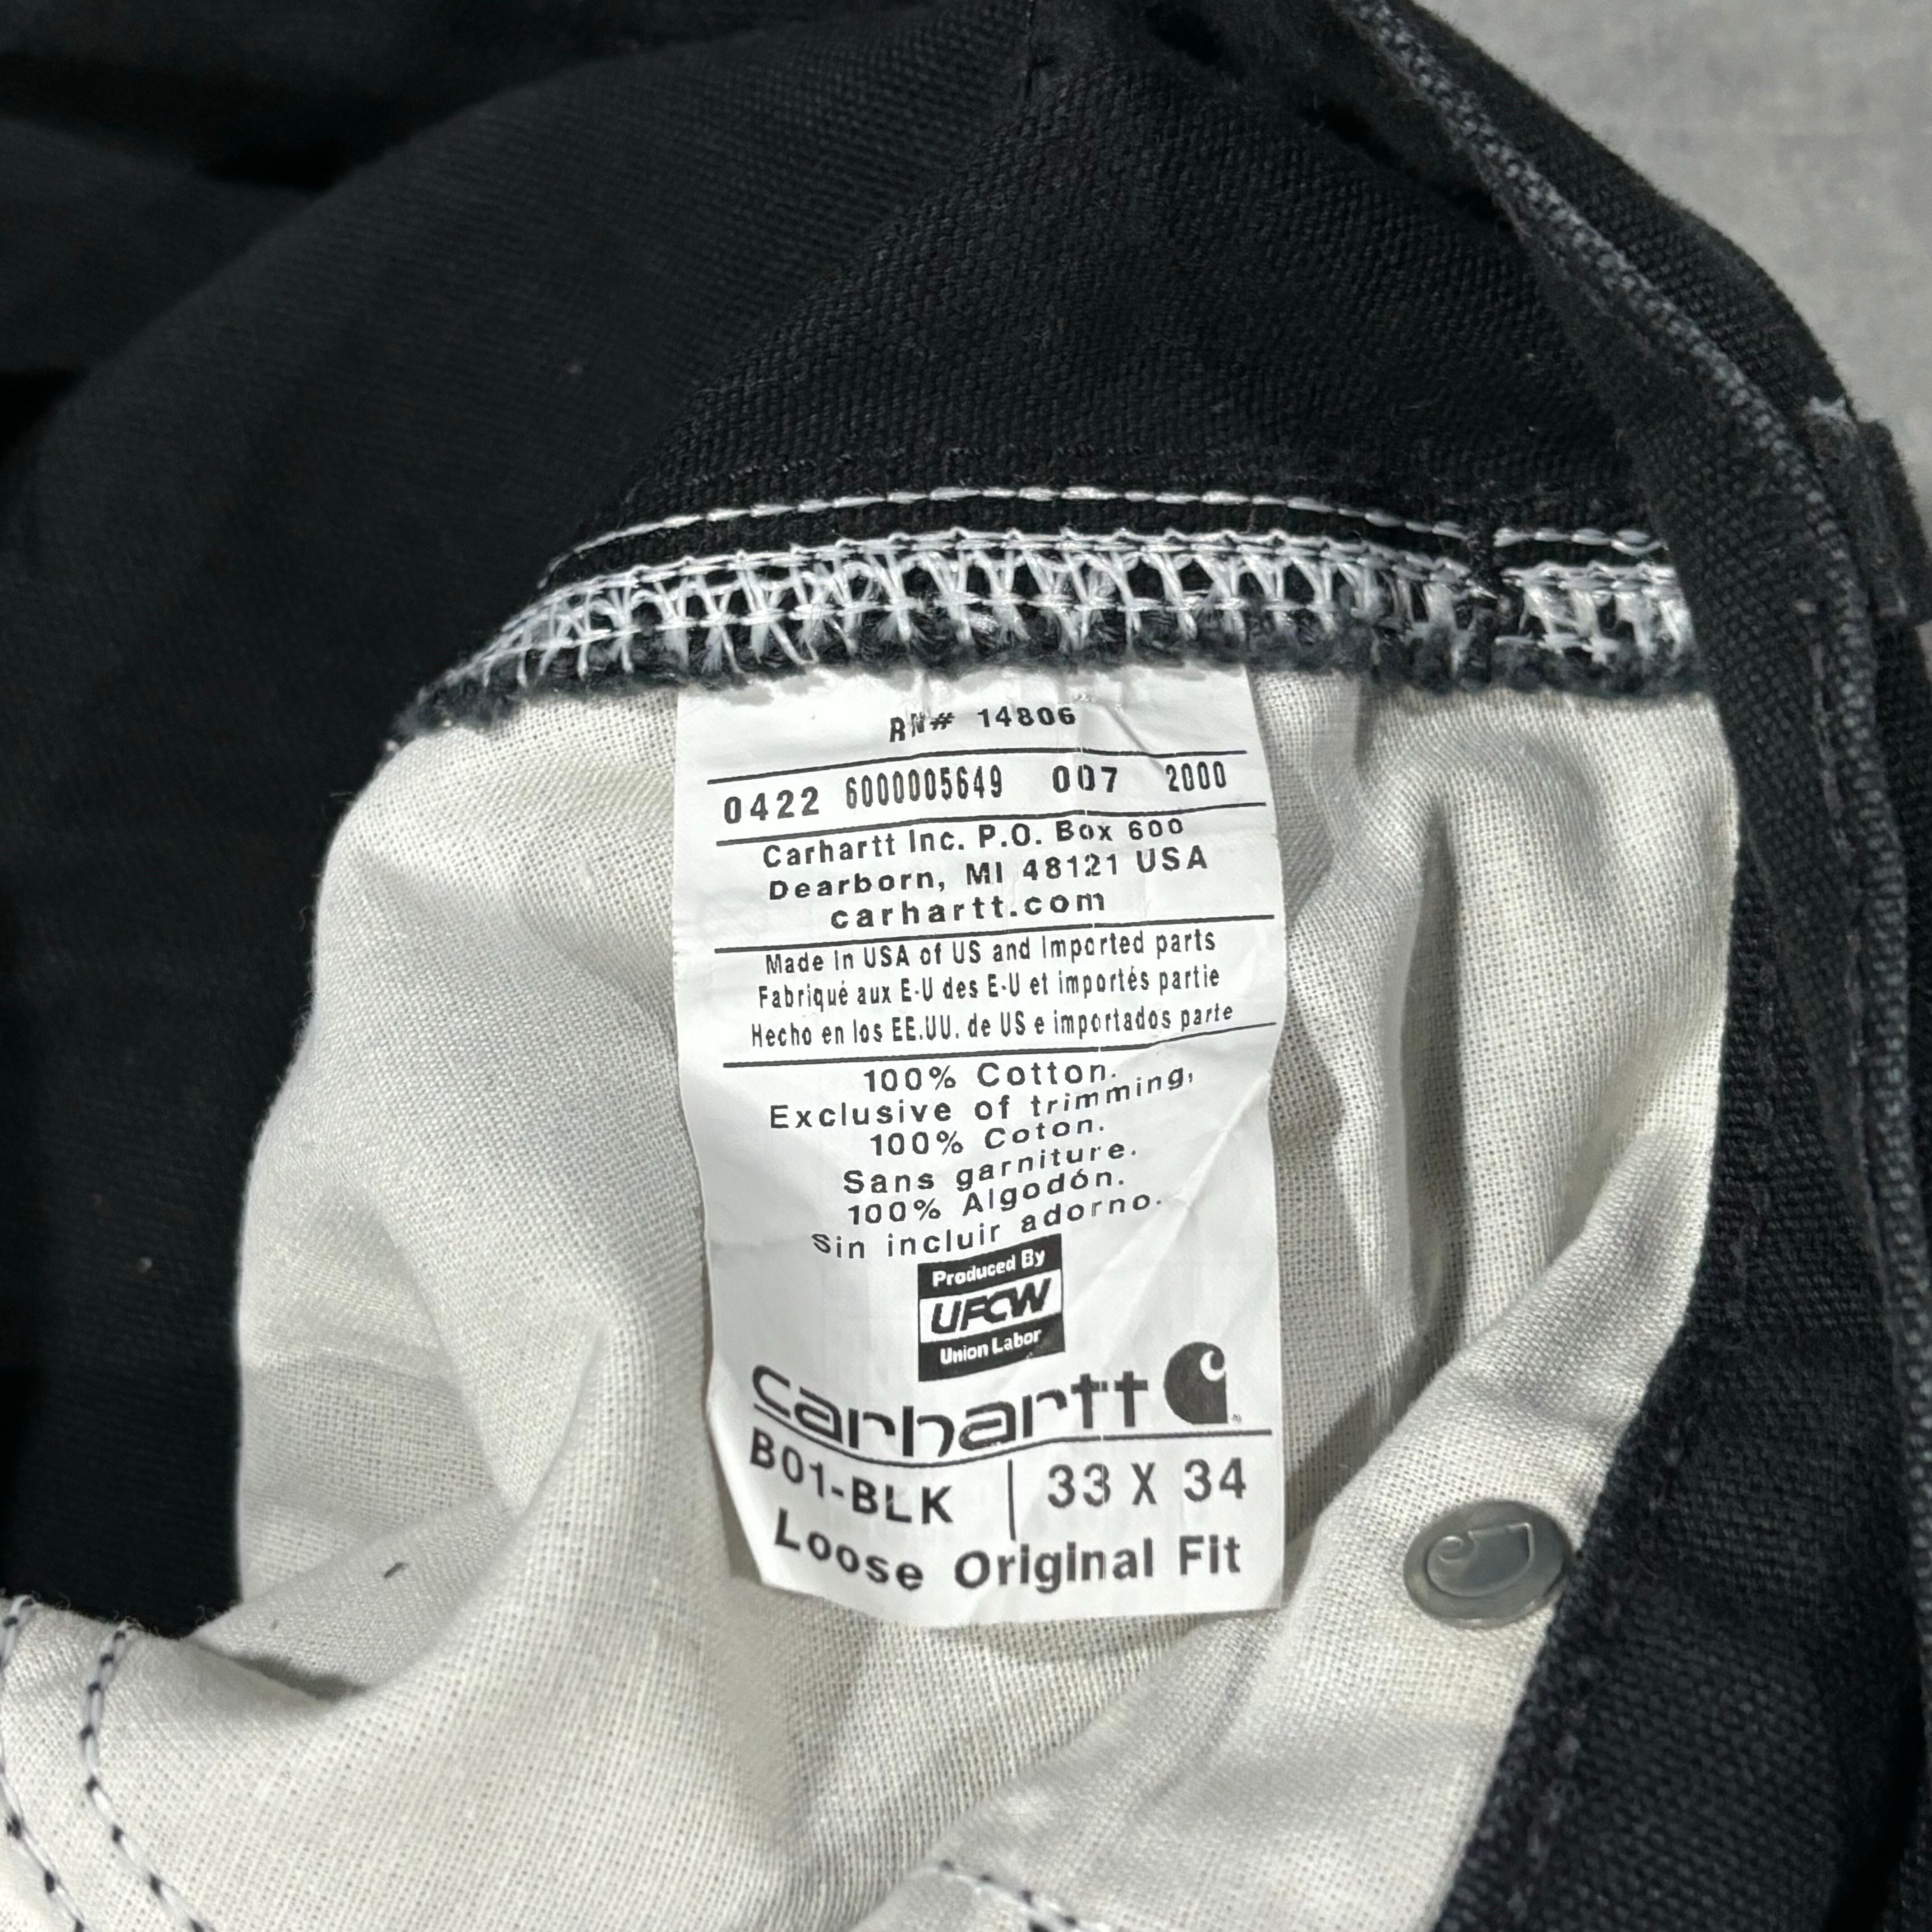 RN# 14806
0422 6000005649 007 2000
Carhartt Inc. P.O. Box 600
Dearborn, MI 48121 USA
carhartt.com
Made in USA of US and Imported parts
Fabriqué aux E-U des E-U et importés partie
Hecho en los EE.UU. de US e importados parte
100% Cotton.
Exclusive of trimming,
100% Coton.
Sans garniture.
100% Algodón.
Sin incluir adorno.
Produced By
UFCW
Union Labor
carhartt
B01-BLK | 33 X 34
Loose Original Fit